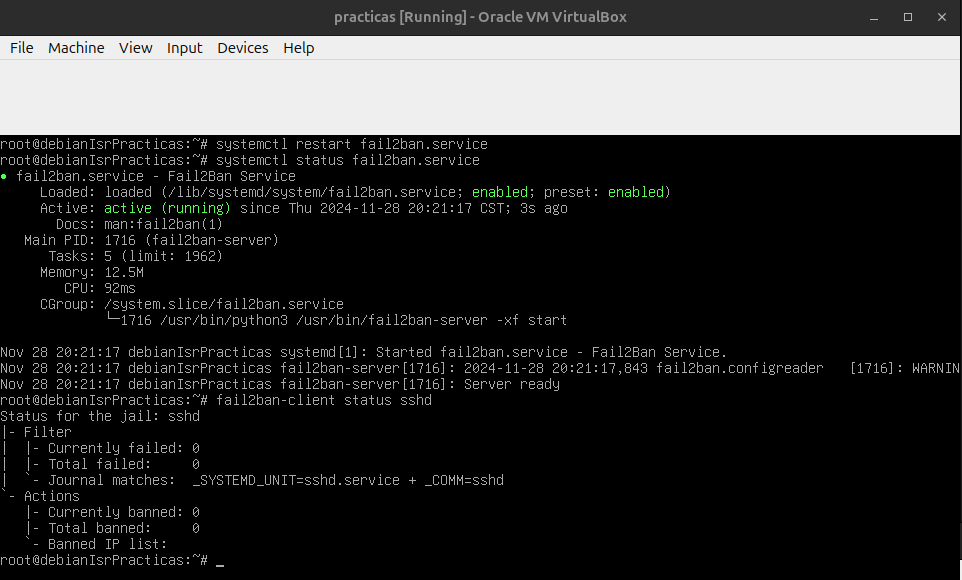 practicas [Running] - Oracle VM VirtualBox
File Machine View Input Devices Help
root@debianIsrPracticas:~# systemctl restart fail2ban.service
root@debianIsrPracticas:~# systemctl status fail2ban.service
● fail2ban.service - Fail2Ban Service
     Loaded: loaded (/lib/systemd/system/fail2ban.service; enabled; preset: enabled)
     Active: active (running) since Thu 2024-11-28 20:21:17 CST; 3s ago
       Docs: man:fail2ban(1)
   Main PID: 1716 (fail2ban-server)
      Tasks: 5 (limit: 1962)
     Memory: 12.5M
        CPU: 92ms
     CGroup: /system.slice/fail2ban.service
             └─1716 /usr/bin/python3 /usr/bin/fail2ban-server -xf start
Nov 28 20:21:17 debianIsrPracticas systemd[1]: Started fail2ban.service - Fail2Ban Service.
Nov 28 20:21:17 debianIsrPracticas fail2ban-server[1716]: 2024-11-28 20:21:17,843 fail2ban.configreader   [1716]: WARNIN
Nov 28 20:21:17 debianIsrPracticas fail2ban-server[1716]: Server ready
root@debianIsrPracticas:~# fail2ban-client status sshd
Status for the jail: sshd
|- Filter
|  |- Currently failed: 0
|  |- Total failed:     0
|  `- Journal matches:  _SYSTEMD_UNIT=sshd.service + _COMM=sshd
`- Actions
   |- Currently banned: 0
   |- Total banned:     0
   `- Banned IP list:
root@debianIsrPracticas:~# _